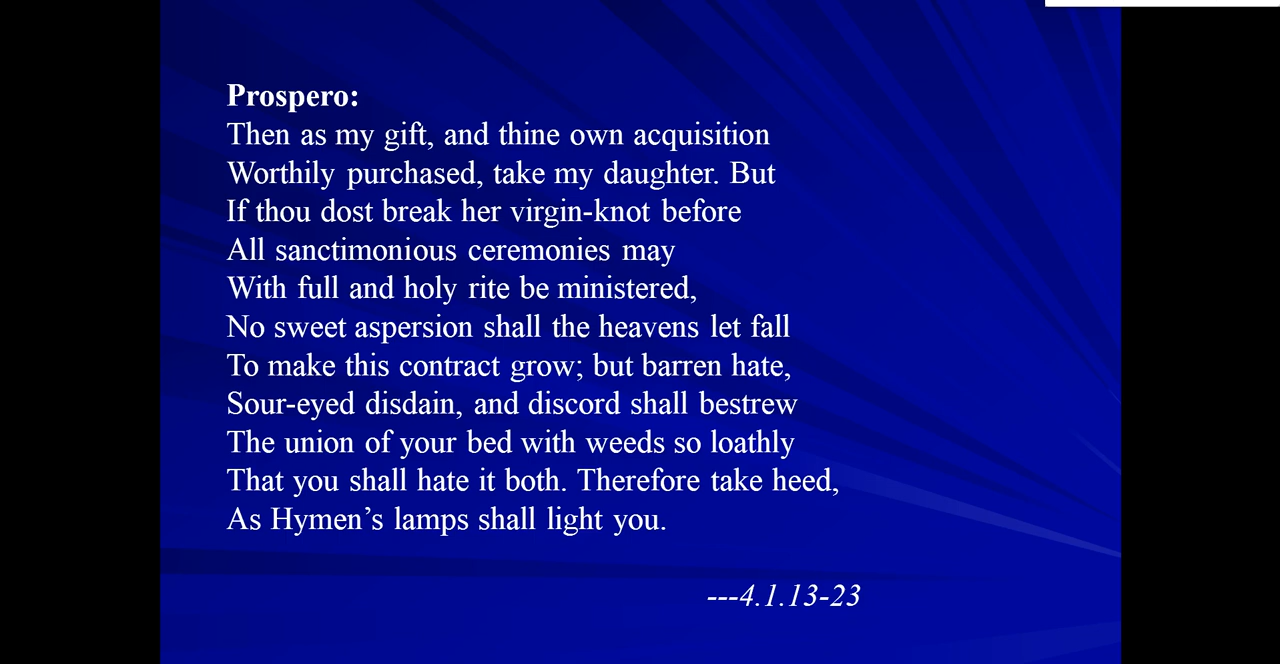 Prospero:
Then as my gift, and thine own acquisition
Worthily purchased, take my daughter. But
If thou dost break her virgin-knot before
All sanctimonious ceremonies may
With full and holy rite be ministered,
No sweet aspersion shall the heavens let fall
To make this contract grow; but barren hate,
Sour-eyed disdain, and discord shall bestrew
The union of your bed with weeds so loathly
That you shall hate it both. Therefore take heed,
As Hymen’s lamps shall light you.
---4.1.13-23